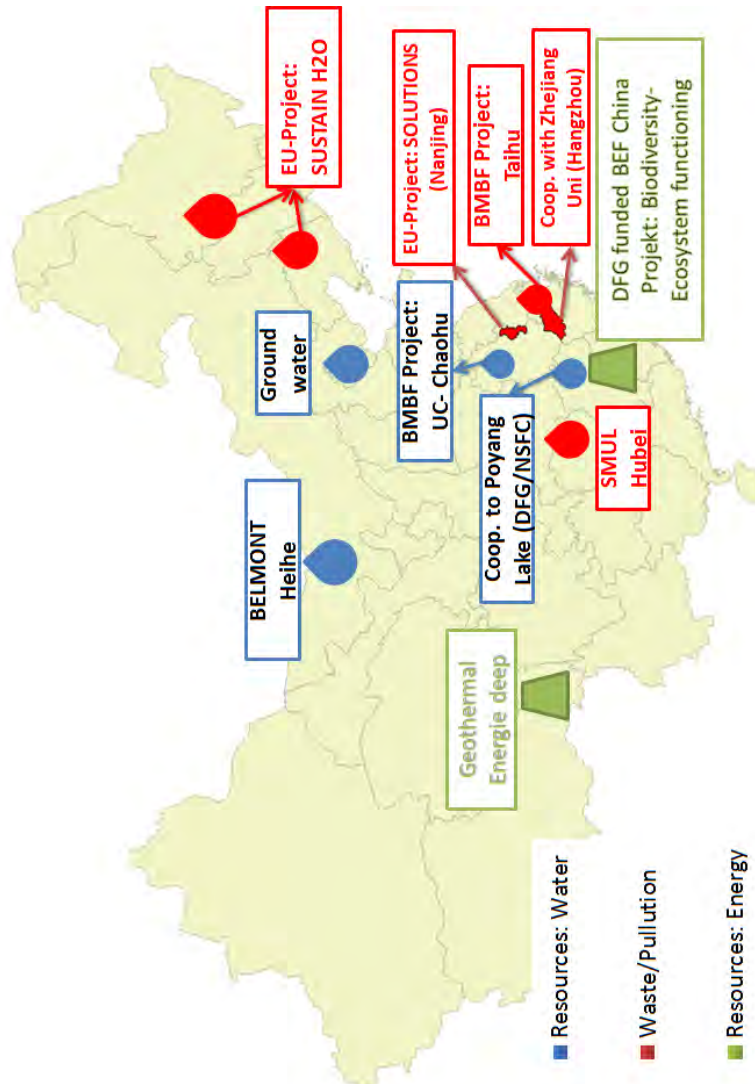 EU-Project:
SUSTAIN H2O
Ground
water
BELMONT
Heihe
EU-Project: SOLUTIONS
(Nanjing)
BMBF Project:
UC- Chaohu
BMBF Project:
Taihu
Coop. to Poyang
Lake (DFG/NSFC)
Coop. with Zhejiang
Uni (Hangzhou)
Geothermal
Energie deep
SMUL
Hubei
DFG funded BEF China
Projekt: Biodiversity-
Ecosystem functioning
Resources: Water
Waste/Pullution
Resources: Energy